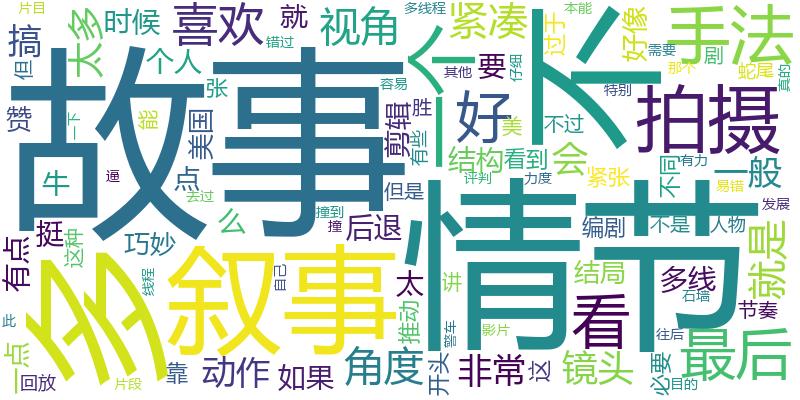 片目
多线程
本能
时候
喜欢
视角
紧凑
过于
手法
搞
太多
就
错过
好像
需要
那个
但
个人
个
不
剧
蛇尾
真的
故事
张
容易
要
其他
仔细
特别
拍摄
赞
一下
能
美国
剪辑
胜
好
美
不过
有些
结构
看到
会
紧张
不同
有力
一般
牛
逼
点
去过
但是
评判
力度
易错
情节
挺
这种
巧妙
么
撞到
撞
后退
编剧
不是
人物
发展
有点
多
线程
叙事
自己
太
讲
结局
看
多线
石墙
就是
节奏
此
一点
推动
警车
影片
往后
最后
回放
片段
靠
动作
如果
角度
开头
非常
这
镜头
必要
目的